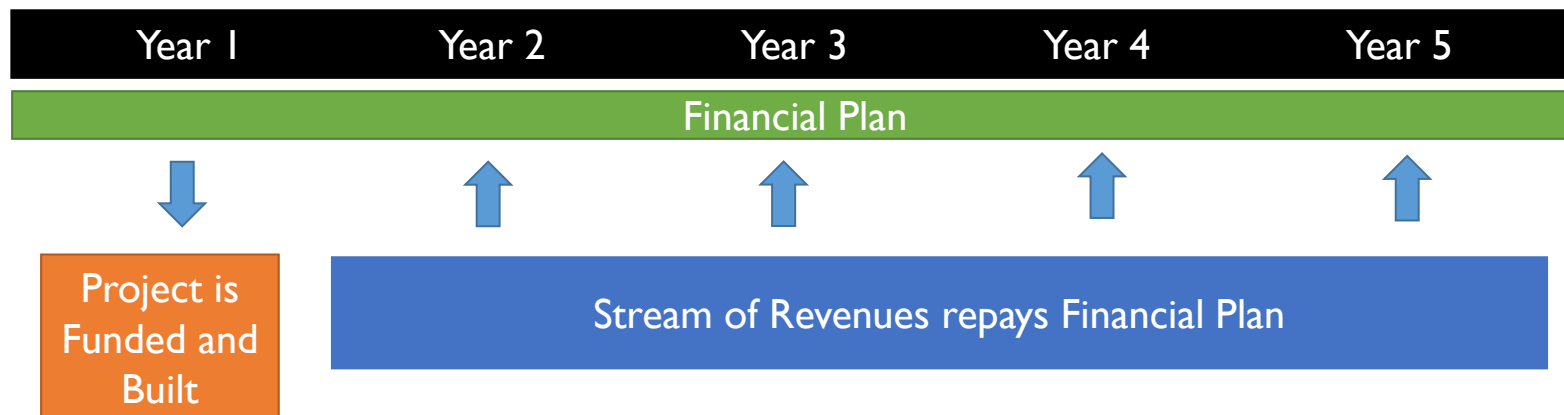 Year 1
Year 2
Year 3
Year 4
Year 5
Financial Plan
Project is
Funded and
Built
Stream of Revenues repays Financial Plan